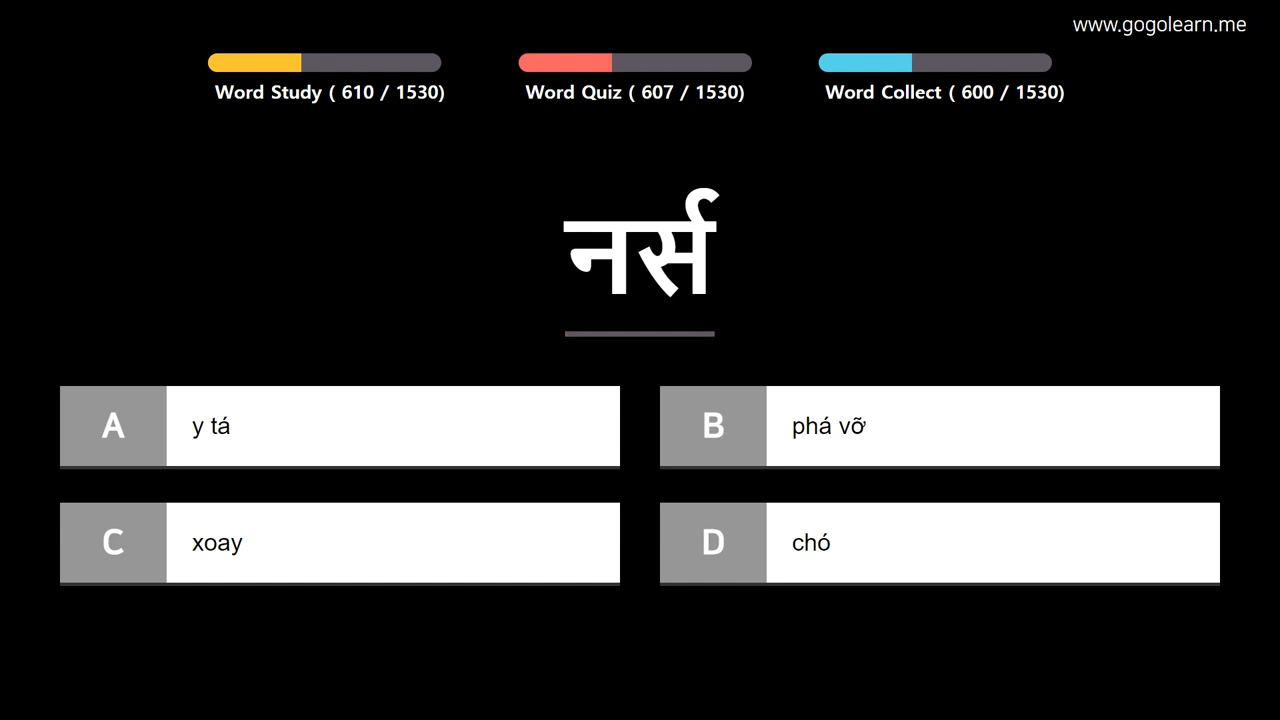 www.gogolearn.me
Word Study ( 610 / 1530)
Word Quiz ( 607 / 1530)
Word Collect ( 600 / 1530)
नर्स
A y tá
B phá vỡ
C xoay
D chó